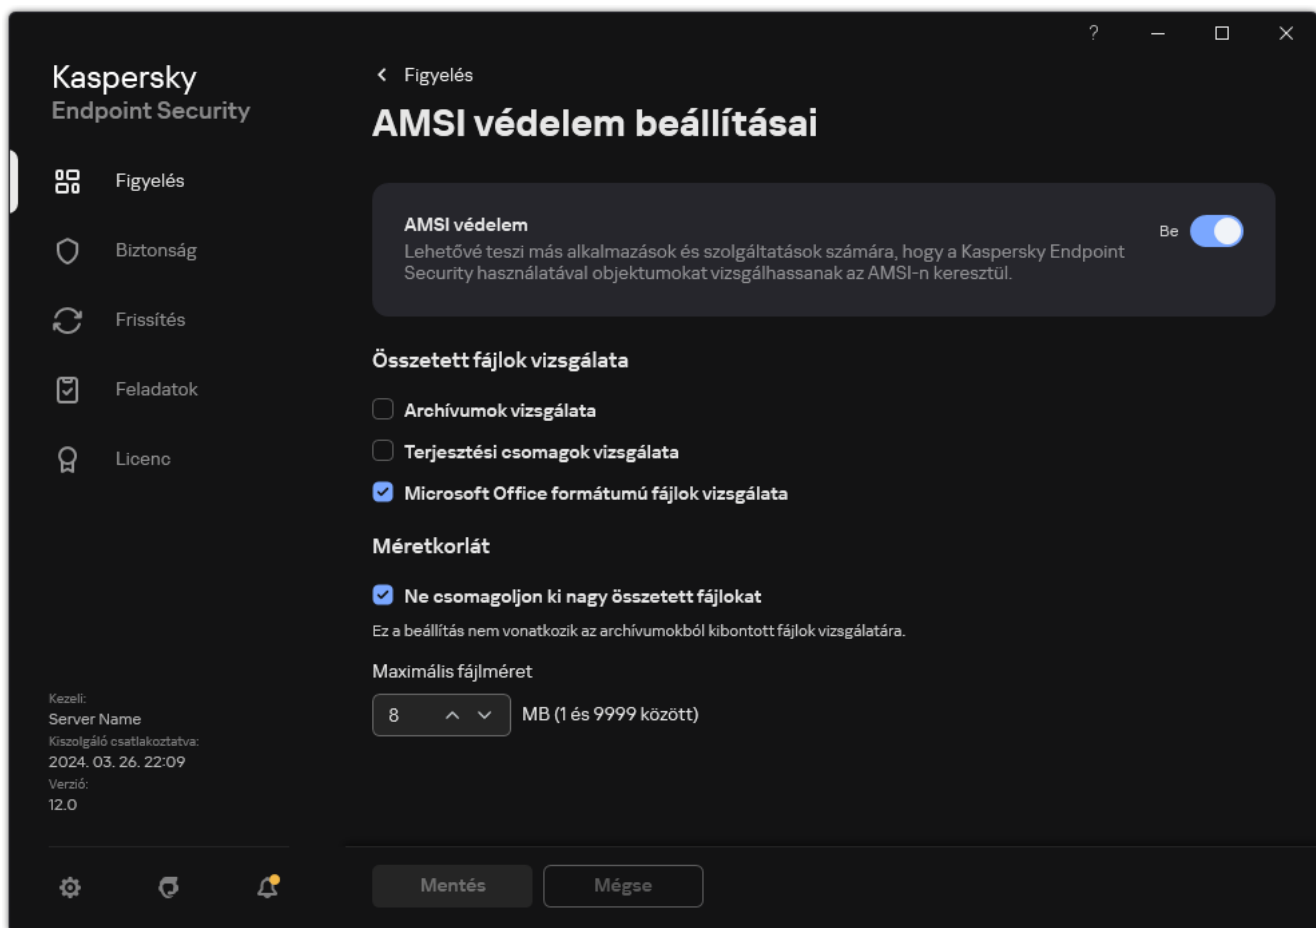 ?
Kaspersky
Endpoint Security
Figyelés
Biztonság
Frissítés
Feladatok
Licenc
Kezeli:
Server Name
Kiszolgáló csatlakoztatva:
2024. 03. 26. 22:09
Verzió:
12.0
Figyelés
AMSI védelem beállításai
AMSI védelem
Lehetővé teszi más alkalmazások és szolgáltatások számára, hogy a Kaspersky Endpoint
Security használatával objektumokat vizsgálhassanak az AMSI-n keresztül.
Be
Összetett fájlok vizsgálata
Archívumok vizsgálata
Terjesztési csomagok vizsgálata
Microsoft Office formátumú fájlok vizsgálata
Méretkorlát
Ne csomagoljon ki nagy összetett fájlokat
Ez a beállítás nem vonatkozik az archívumokból kibontott fájlok vizsgálatára.
Maximális fájlméret
8 MB (1 és 9999 között)
Mentés Mégse